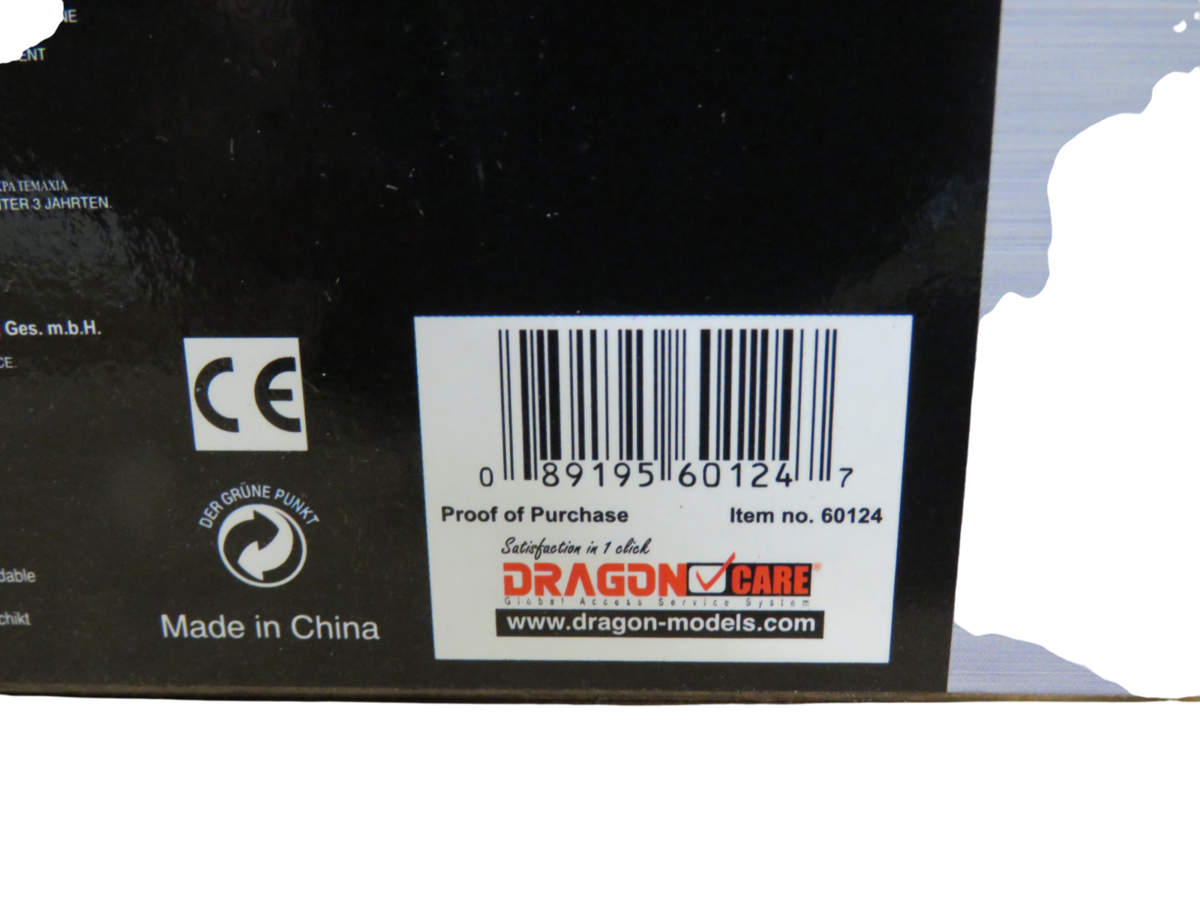 NE
ENT
ΚΡΑ ΤΕΜΑΧΙΑ
TER 3 JAHRTEN.
Ges. m.b.H.
CE.
CE
DER GRÜNE PUNKT
dable
chikt
Made in China
0 89195 60124 7
Proof of Purchase Item no. 60124
Satisfaction in 1 click
DRAGON CARE®
Global Access Service System
www.dragon-models.com